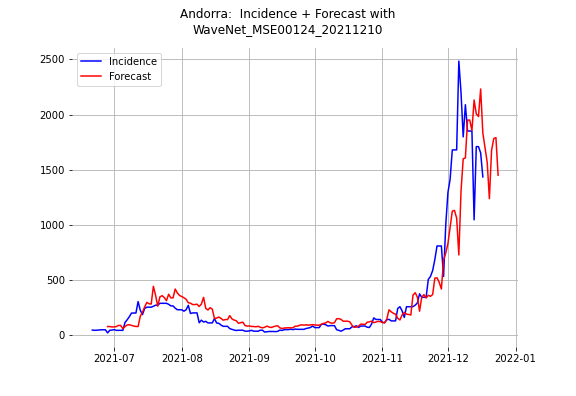 Andorra:  Incidence + Forecast with
WaveNet_MSE00124_20211210
Incidence
Forecast
2500
2000
1500
1000
500
0
2021-07 2021-08 2021-09 2021-10 2021-11 2021-12 2022-01